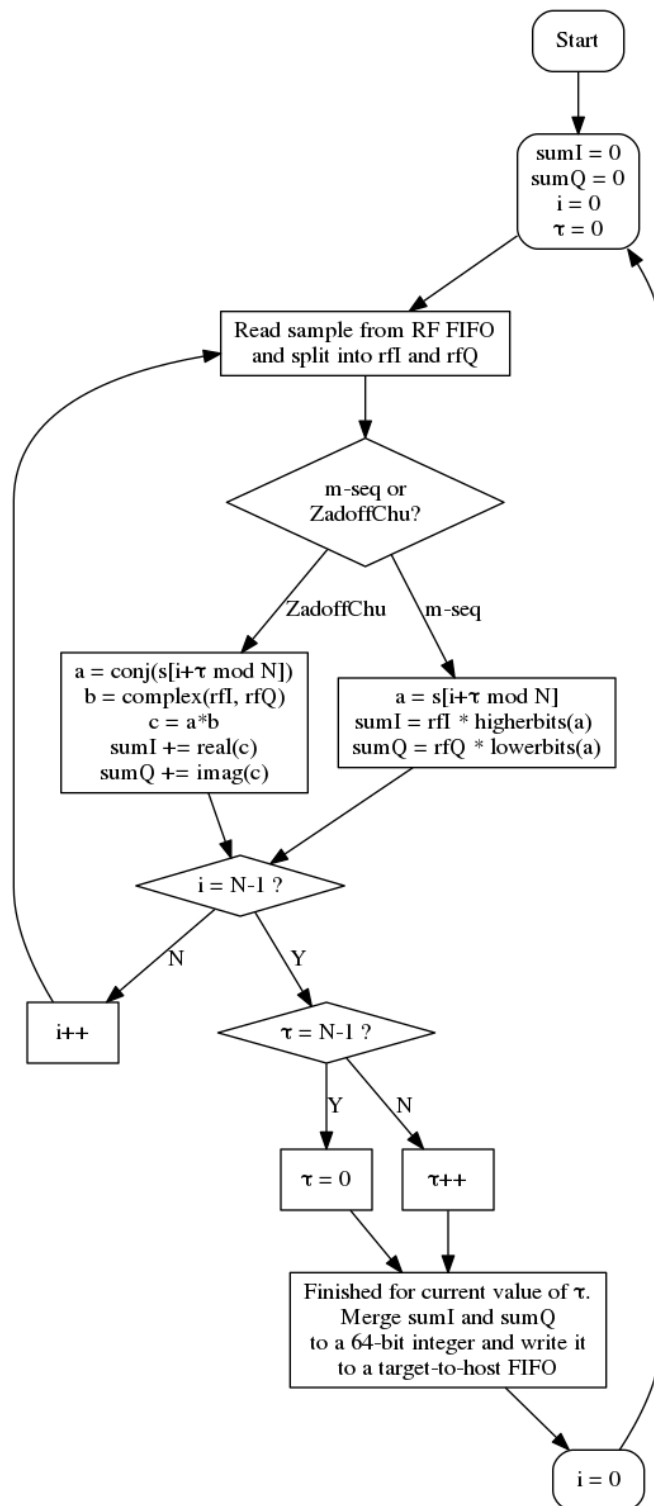 Start
sumI = 0
sumQ = 0
i = 0
τ = 0
Read sample from RF FIFO
and split into rfI and rfQ
m-seq or
ZadoffChu?
ZadoffChu
m-seq
a = conj(s[i+τ mod N])
b = complex(rfI, rfQ)
c = a*b
sumI += real(c)
sumQ += imag(c)
a = s[i+τ mod N]
sumI = rfI * higherbits(a)
sumQ = rfQ * lowerbits(a)
i = N-1 ?
N
Y
i++
τ = N-1 ?
Y
N
τ = 0
τ++
Finished for current value of τ.
Merge sumI and sumQ
to a 64-bit integer and write it
to a target-to-host FIFO
i = 0